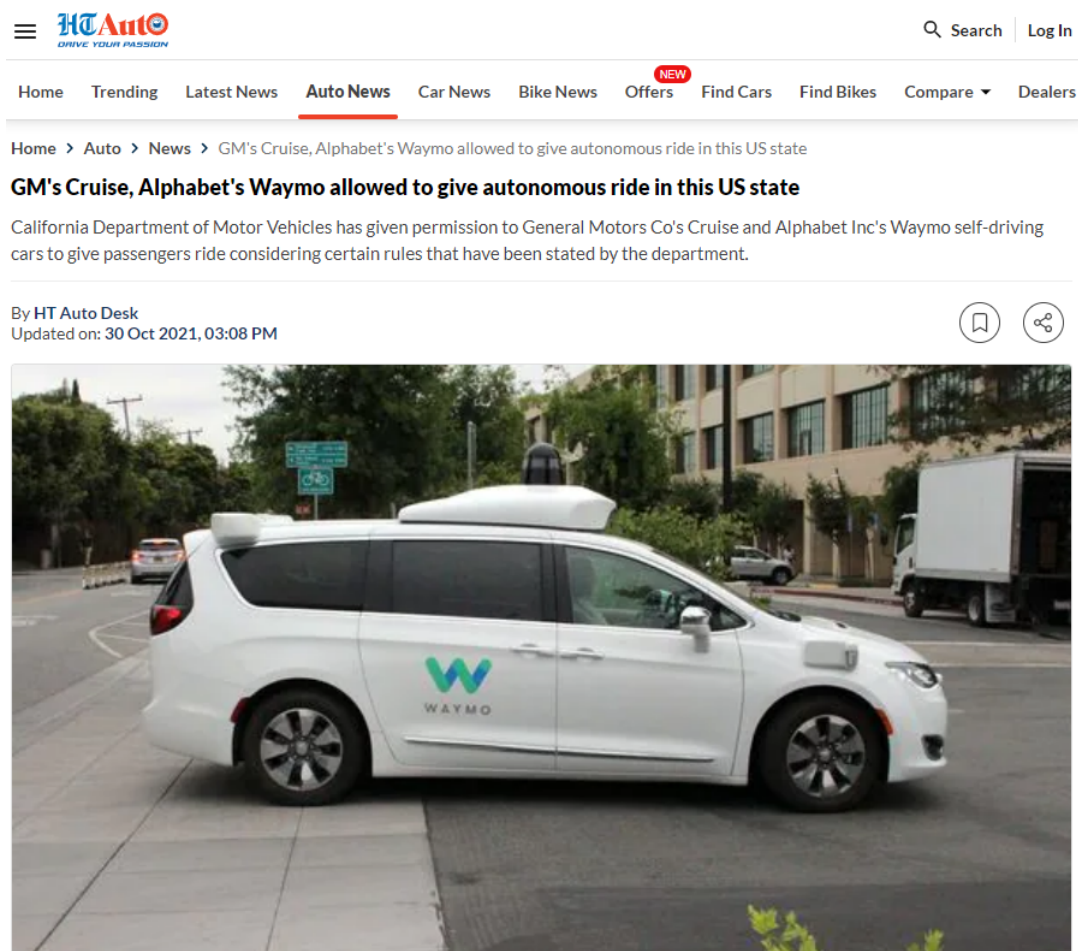 HT Auto
DRIVE YOUR PASSION
Search
Log In
Home
Trending
Latest News
Auto News
Car News
Bike News
NEW
Offers
Find Cars
Find Bikes
Compare
Dealers
Home > Auto > News > GM's Cruise, Alphabet's Waymo allowed to give autonomous ride in this US state
GM's Cruise, Alphabet's Waymo allowed to give autonomous ride in this US state
California Department of Motor Vehicles has given permission to General Motors Co's Cruise and Alphabet Inc's Waymo self-driving
cars to give passengers ride considering certain rules that have been stated by the department.
By HT Auto Desk
Updated on: 30 Oct 2021, 03:08 PM
WAYMO